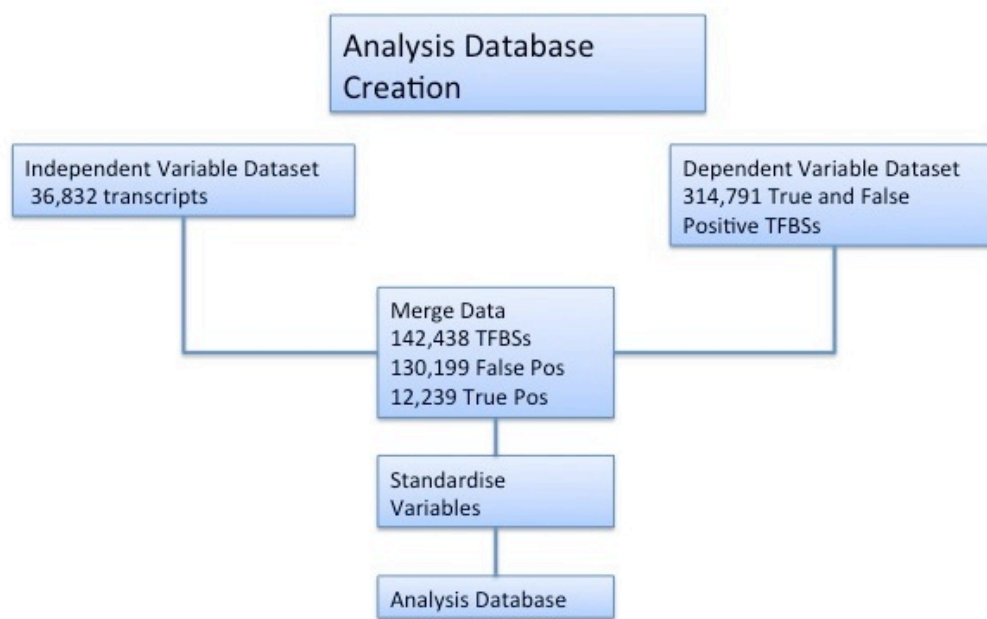 Analysis Database
Creation
Independent Variable Dataset
36,832 transcripts
Dependent Variable Dataset
314,791 True and False
Positive TFBSs
Merge Data
142,438 TFBSs
130,199 False Pos
12,239 True Pos
Standardise
Variables
Analysis Database